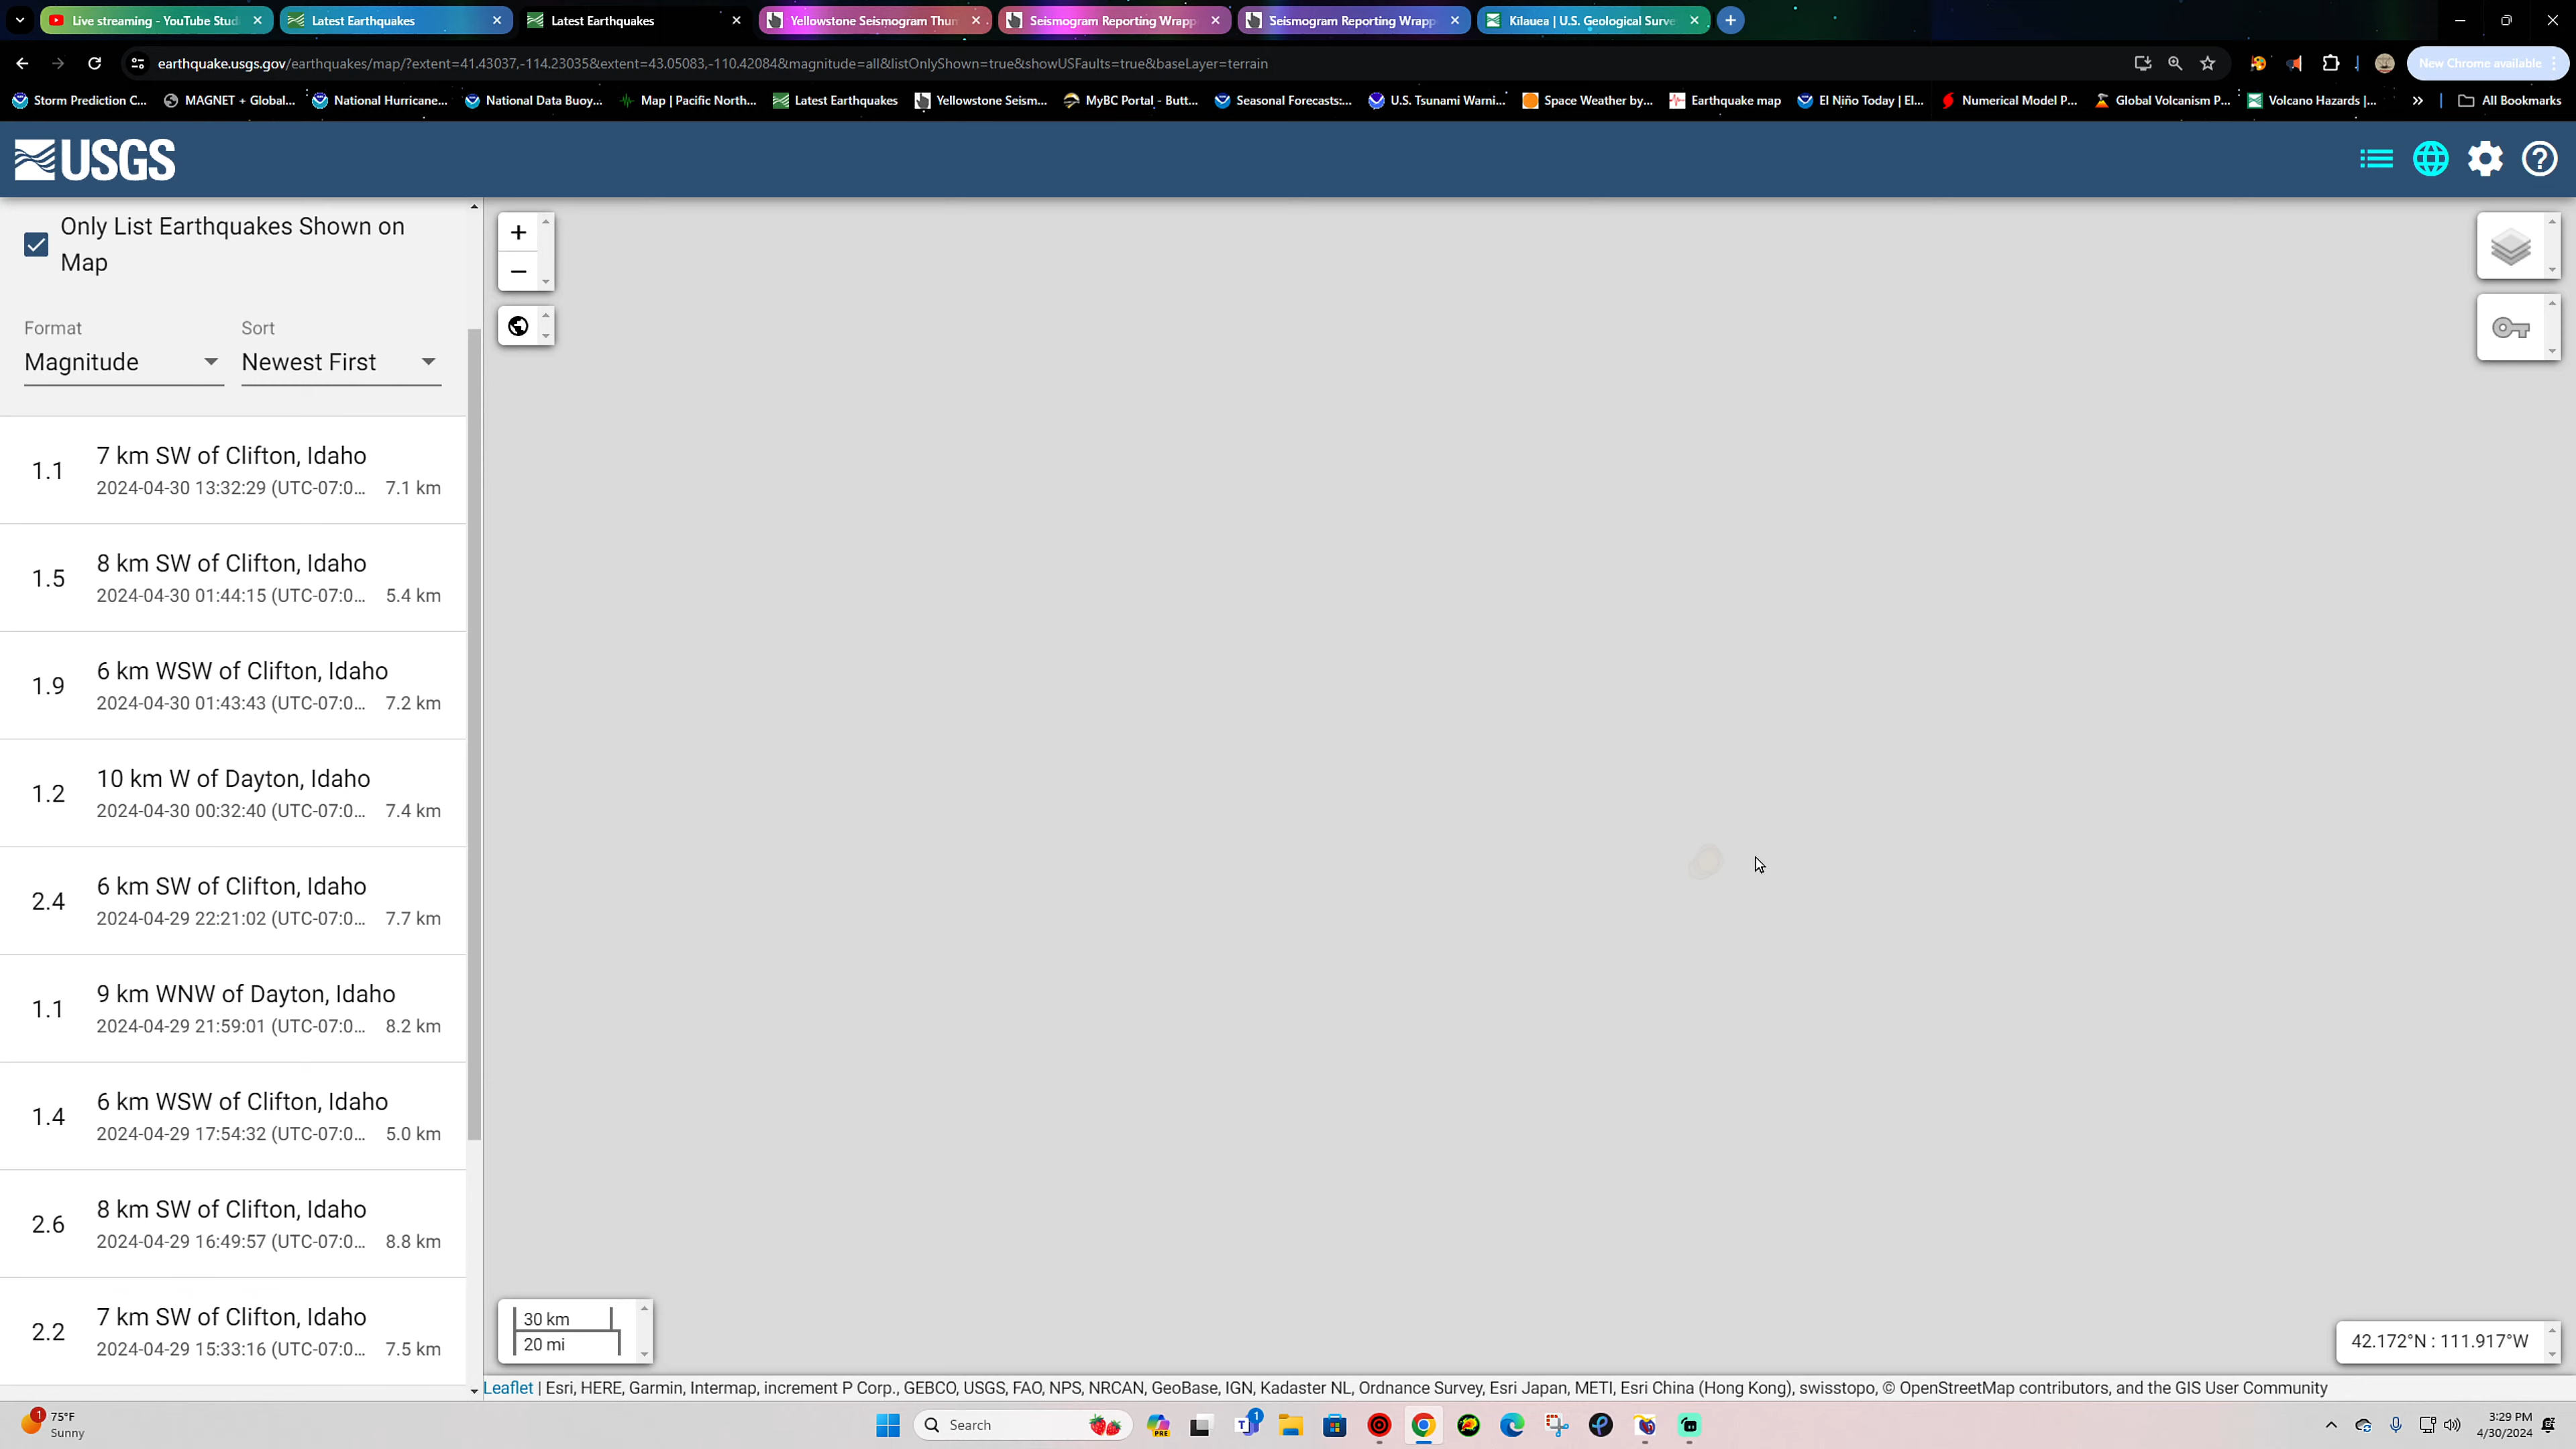 Live streaming - YouTube Studi
Latest Earthquakes
Latest Earthquakes
Yellowstone Seismogram Thun
Seismogram Reporting Wrapp
Seismogram Reporting Wrapp
Kilauea | U.S. Geological Surve
earthquake.usgs.gov/earthquakes/map/?extent=41.43037,-114.23035&extent=43.05083,-110.42084&magnitude=all&listOnlyShown=true&showUSFaults=true&baseLayer=terrain
New Chrome available
Storm Prediction C...
MAGNET + Global...
National Hurricane...
National Data Buoy...
Map | Pacific North...
Latest Earthquakes
Yellowstone Seism...
MyBC Portal - Butt...
Seasonal Forecasts:...
U.S. Tsunami Warni...
Space Weather by...
Earthquake map
El Niño Today | El...
Numerical Model P...
Global Volcanism P...
Volcano Hazards |...
»
All Bookmarks
USGS
Only List Earthquakes Shown on
Map
Format
Sort
Magnitude
Newest First
1.1
7 km SW of Clifton, Idaho
2024-04-30 13:32:29 (UTC-07:0... 7.1 km
1.5
8 km SW of Clifton, Idaho
2024-04-30 01:44:15 (UTC-07:0... 5.4 km
1.9
6 km WSW of Clifton, Idaho
2024-04-30 01:43:43 (UTC-07:0... 7.2 km
1.2
10 km W of Dayton, Idaho
2024-04-30 00:32:40 (UTC-07:0... 7.4 km
2.4
6 km SW of Clifton, Idaho
2024-04-29 22:21:02 (UTC-07:0... 7.7 km
1.1
9 km WNW of Dayton, Idaho
2024-04-29 21:59:01 (UTC-07:0... 8.2 km
1.4
6 km WSW of Clifton, Idaho
2024-04-29 17:54:32 (UTC-07:0... 5.0 km
2.6
8 km SW of Clifton, Idaho
2024-04-29 16:49:57 (UTC-07:0... 8.8 km
2.2
7 km SW of Clifton, Idaho
2024-04-29 15:33:16 (UTC-07:0... 7.5 km
+
−
30 km
20 mi
42.172°N : 111.917°W
Leaflet | Esri, HERE, Garmin, Intermap, increment P Corp., GEBCO, USGS, FAO, NPS, NRCAN, GeoBase, IGN, Kadaster NL, Ordnance Survey, Esri Japan, METI, Esri China (Hong Kong), swisstopo, © OpenStreetMap contributors, and the GIS User Community
1
75°F
Sunny
Search
PRE
1
3:29 PM
4/30/2024